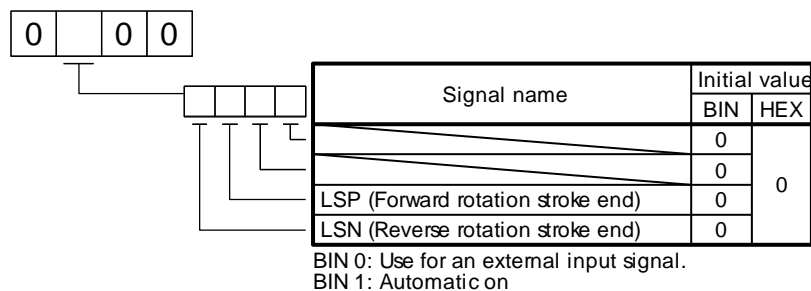 0 0 0
Signal name Initial value
BIN HEX
0
0
0
LSP (Forward rotation stroke end) 0
LSN (Reverse rotation stroke end) 0
BIN 0: Use for an external input signal.
BIN 1: Automatic on